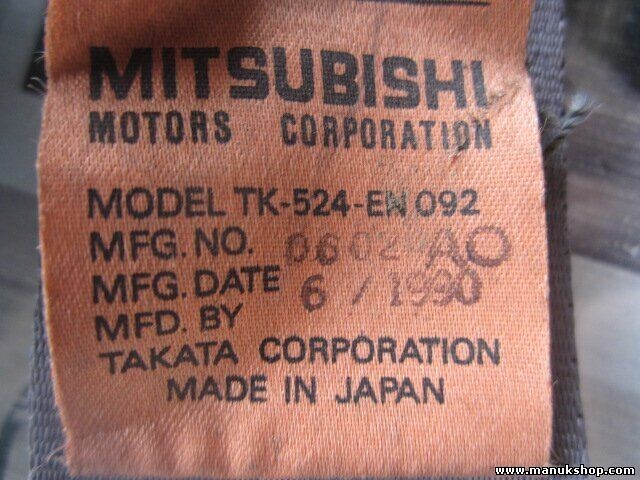 MITSUBISHI
MOTORS CORPORATION
MODEL TK-524-EN 092
MFG. NO.
MFG. DATE 6 / 1990
MFD. BY
TAKATA CORPORATION
MADE IN JAPAN
www.manukshop.com